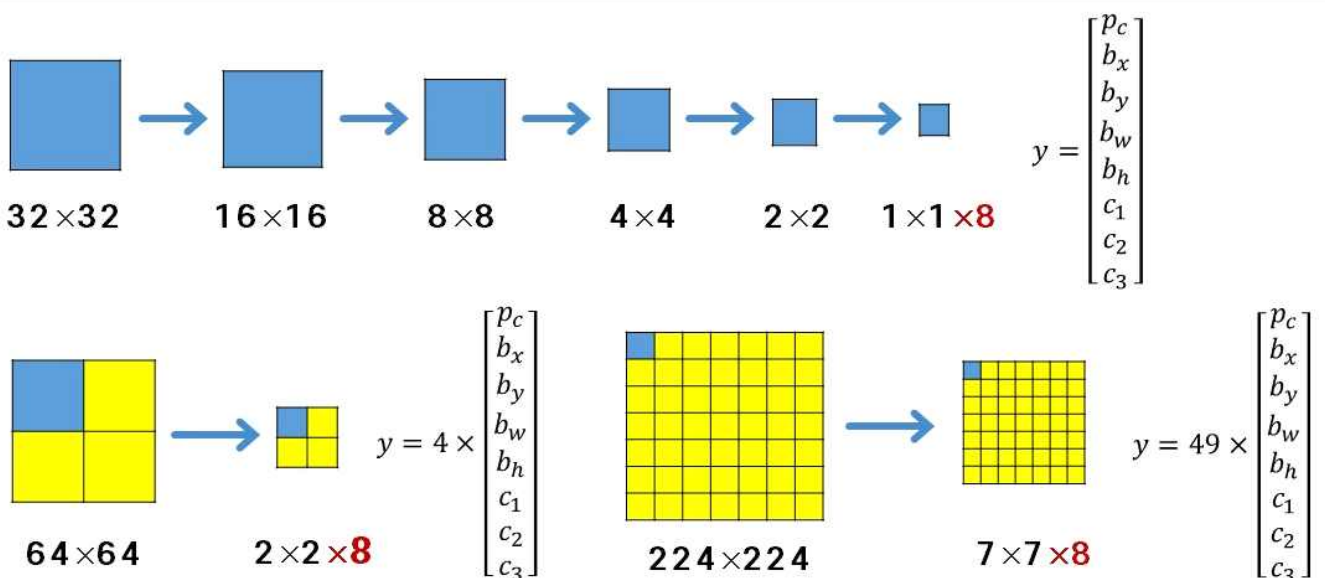 32×32
16×16
8×8
4×4
2×2
1×1×8
y =
p_c
b_x
b_y
b_w
b_h
c_1
c_2
c_3
64×64
2×2×8
y = 4 ×
p_c
b_x
b_y
b_w
b_h
c_1
c_2
c_3
224×224
7×7×8
y = 49 ×
p_c
b_x
b_y
b_w
b_h
c_1
c_2
c_3